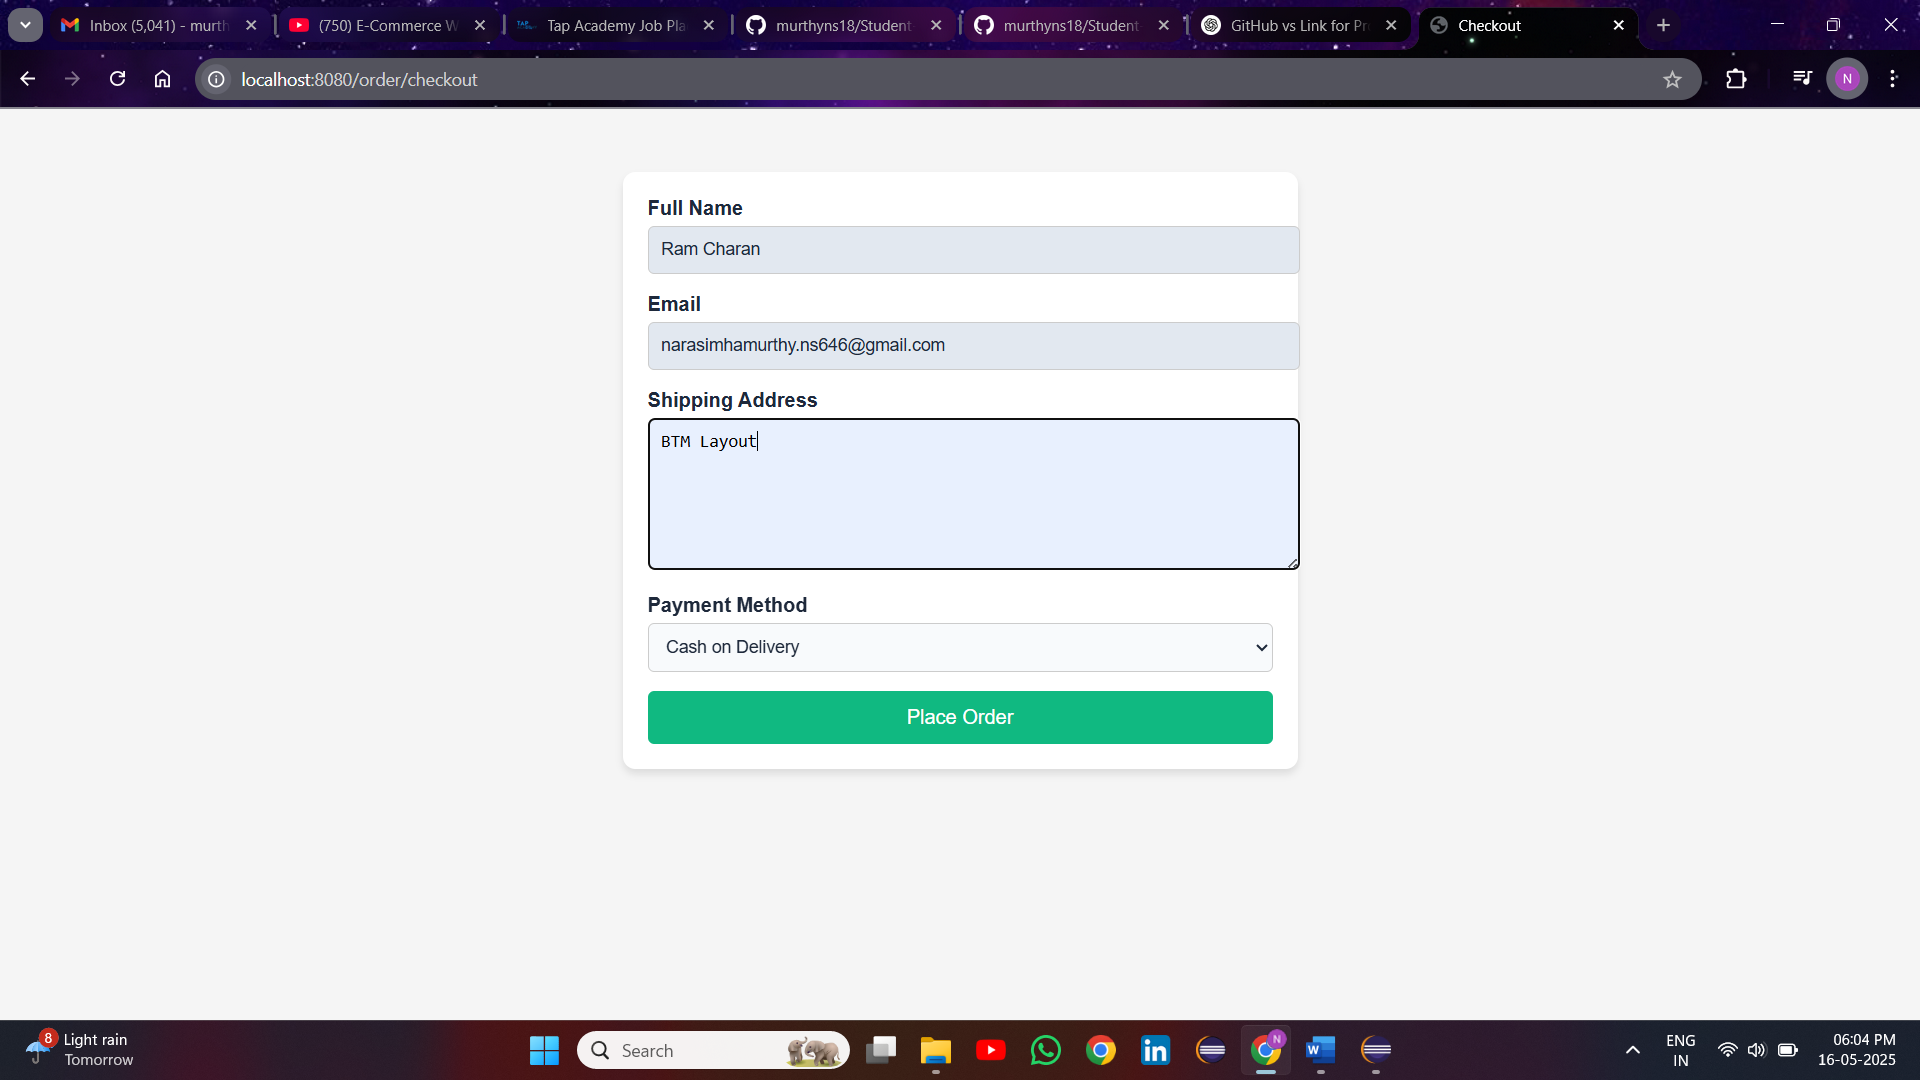 Inbox (5,041) - murth
(750) E-Commerce W
TAP
Tap Academy Job Pla
murthyns18/Student
murthyns18/Student
GitHub vs Link for Pr
Checkout
localhost:8080/order/checkout
N
Full Name
Ram Charan
Email
narasimhamurthy.ns646@gmail.com
Shipping Address
BTM Layout
Payment Method
Cash on Delivery
Place Order
8
Light rain
Tomorrow
Search
in
N
W
ENG
IN
06:04 PM
16-05-2025